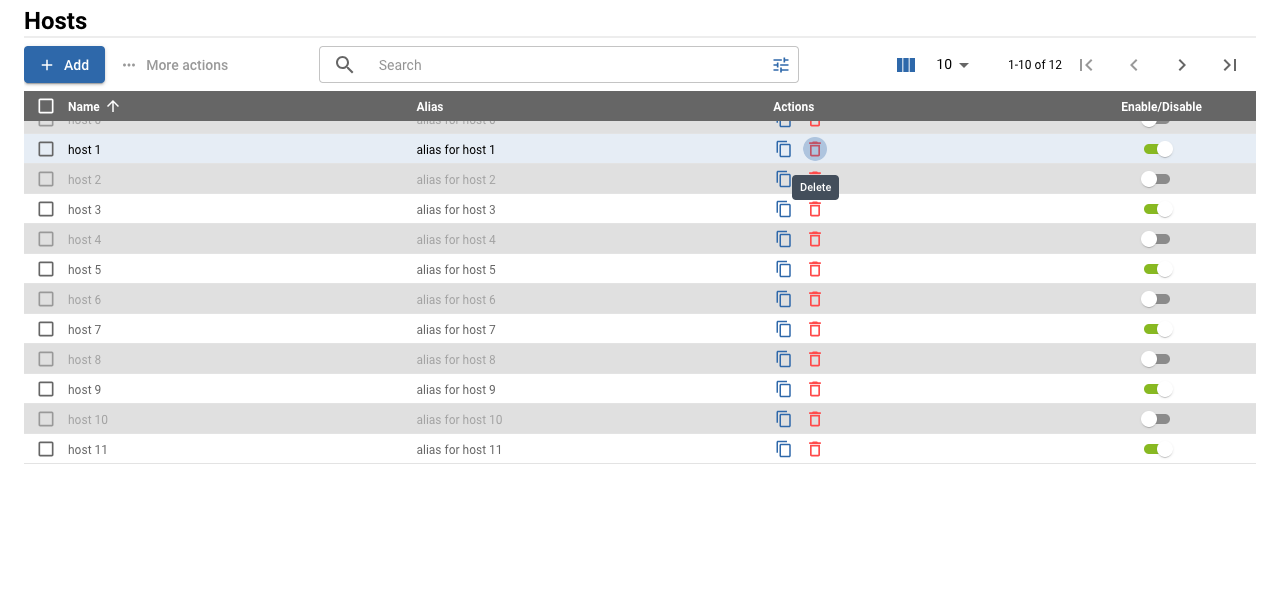 Hosts
Add
More actions
Search
10
1-10 of 12
Name
Alias
Actions
Enable/Disable
host 0 alias for host 0
host 1 alias for host 1
host 2 alias for host 2
Delete
host 3 alias for host 3
host 4 alias for host 4
host 5 alias for host 5
host 6 alias for host 6
host 7 alias for host 7
host 8 alias for host 8
host 9 alias for host 9
host 10 alias for host 10
host 11 alias for host 11